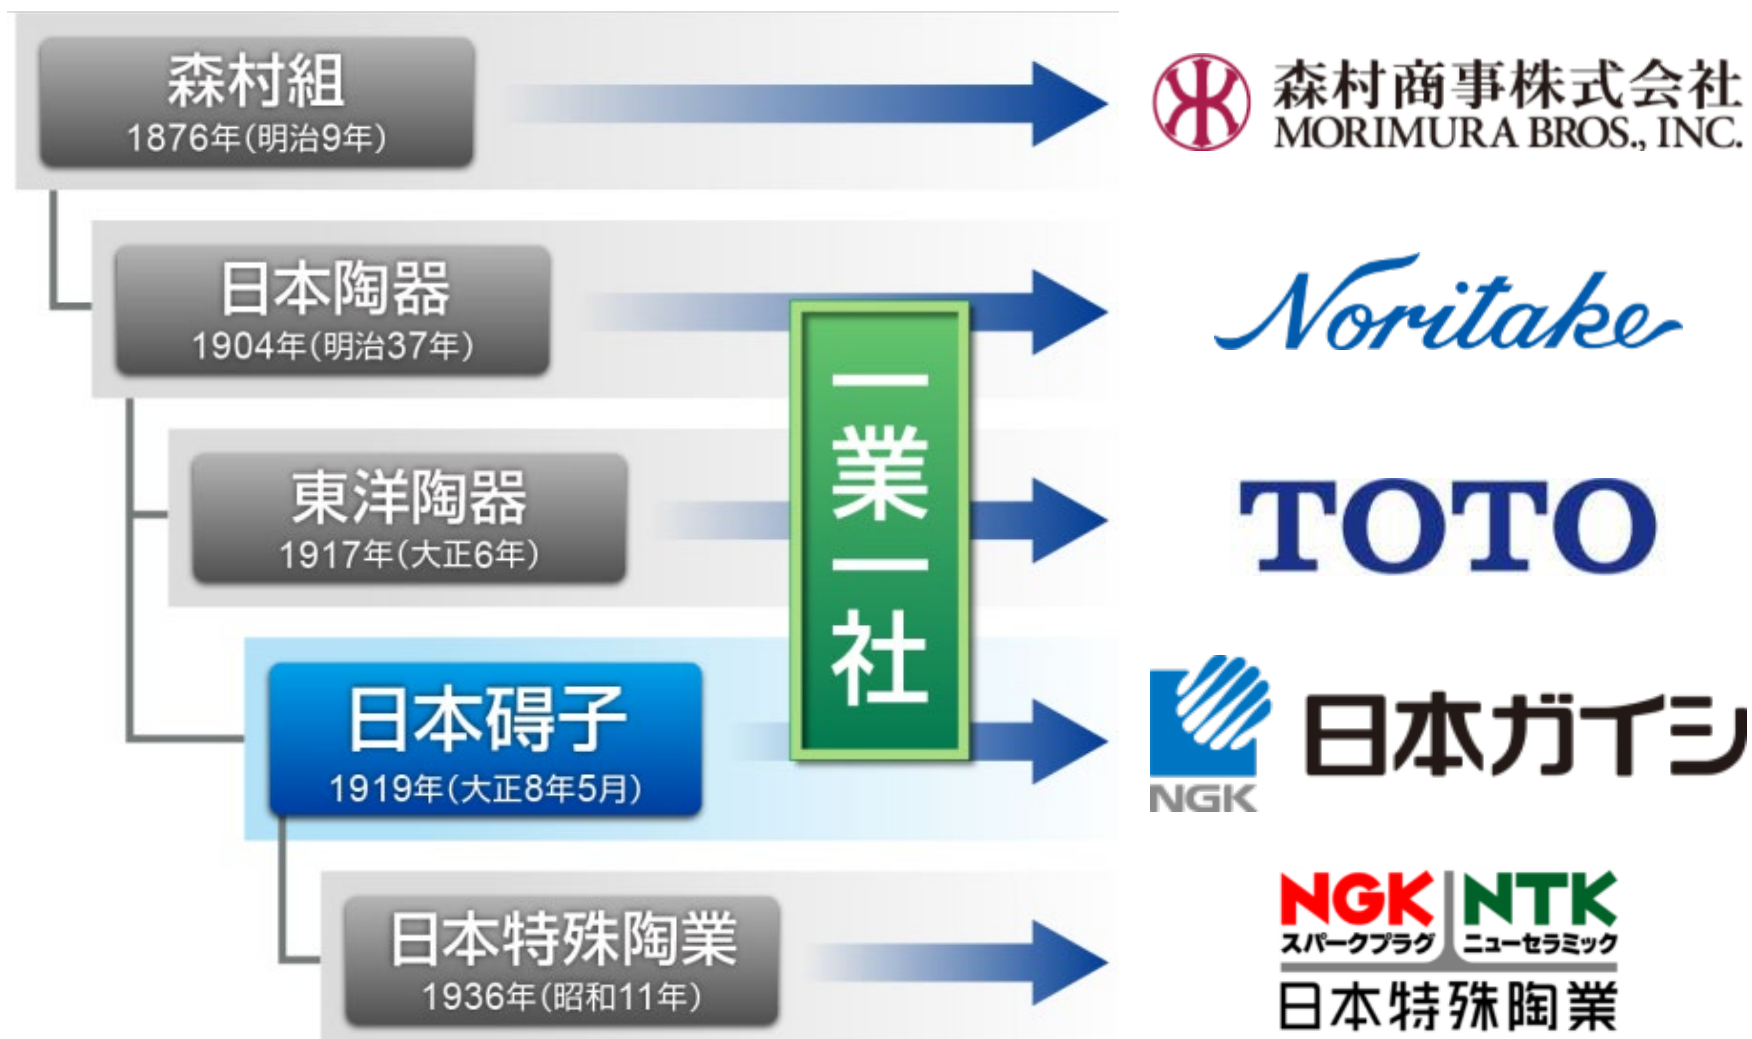 森村組
1876年(明治9年)
森村商事株式会社
MORIMURA BROS., INC.
日本陶器
1904年(明治37年)
Noritake
一業一社
東洋陶器
1917年(大正6年)
TOTO
日本碍子
1919年(大正8年5月)
NGK
日本ガイシ
日本特殊陶業
1936年(昭和11年)
NGK NTK
スパークプラグ ニューセラミック
日本特殊陶業